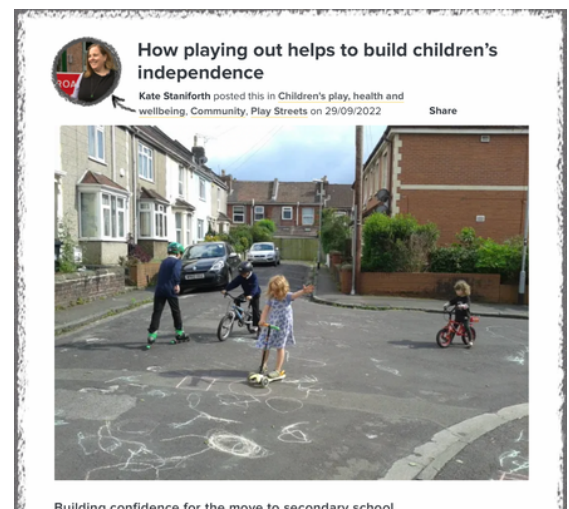 How playing out helps to build children's
independence
ROA
Kate Staniforth posted this in Children's play, health and
wellbeing, Community, Play Streets on 29/09/2022
Share
Building confidence for the move to secondary school